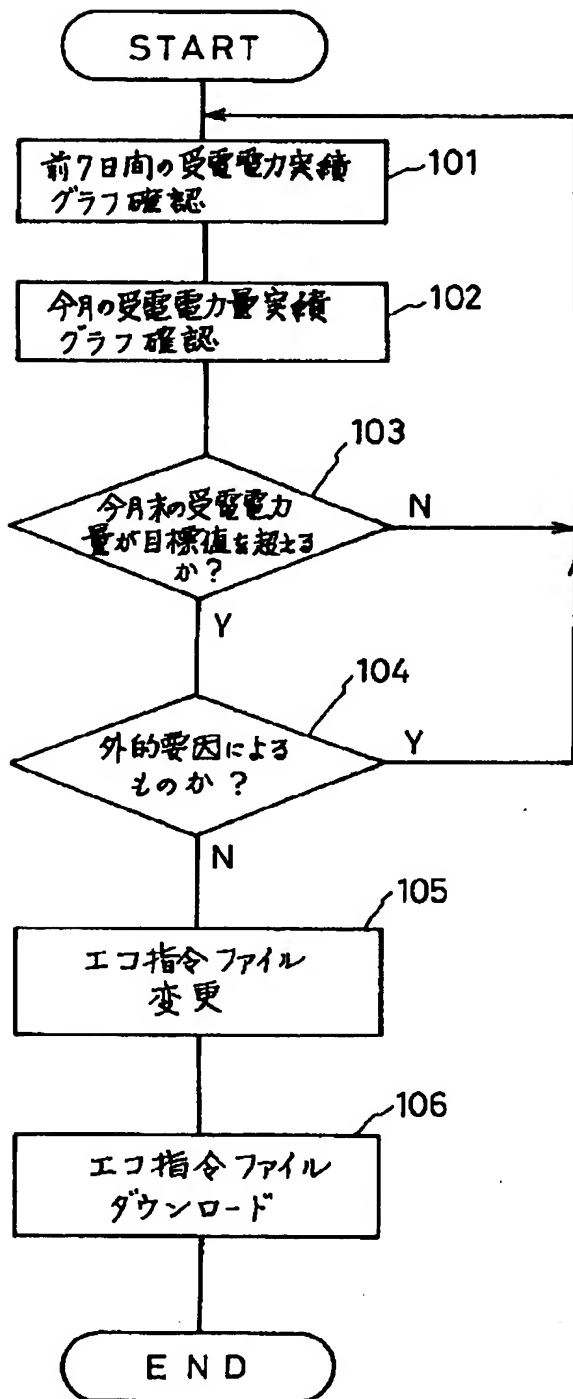 START
前7日間の受電電力実績
グラフ確認
101
今月の受電電力量実績
グラフ確認
102
103
今月末の受電電力
量が目標値を超える
か?
N
Y
104
外的要因による
ものか?
Y
N
105
エコ指令ファイル
変更
106
エコ指令ファイル
ダウンロード
END